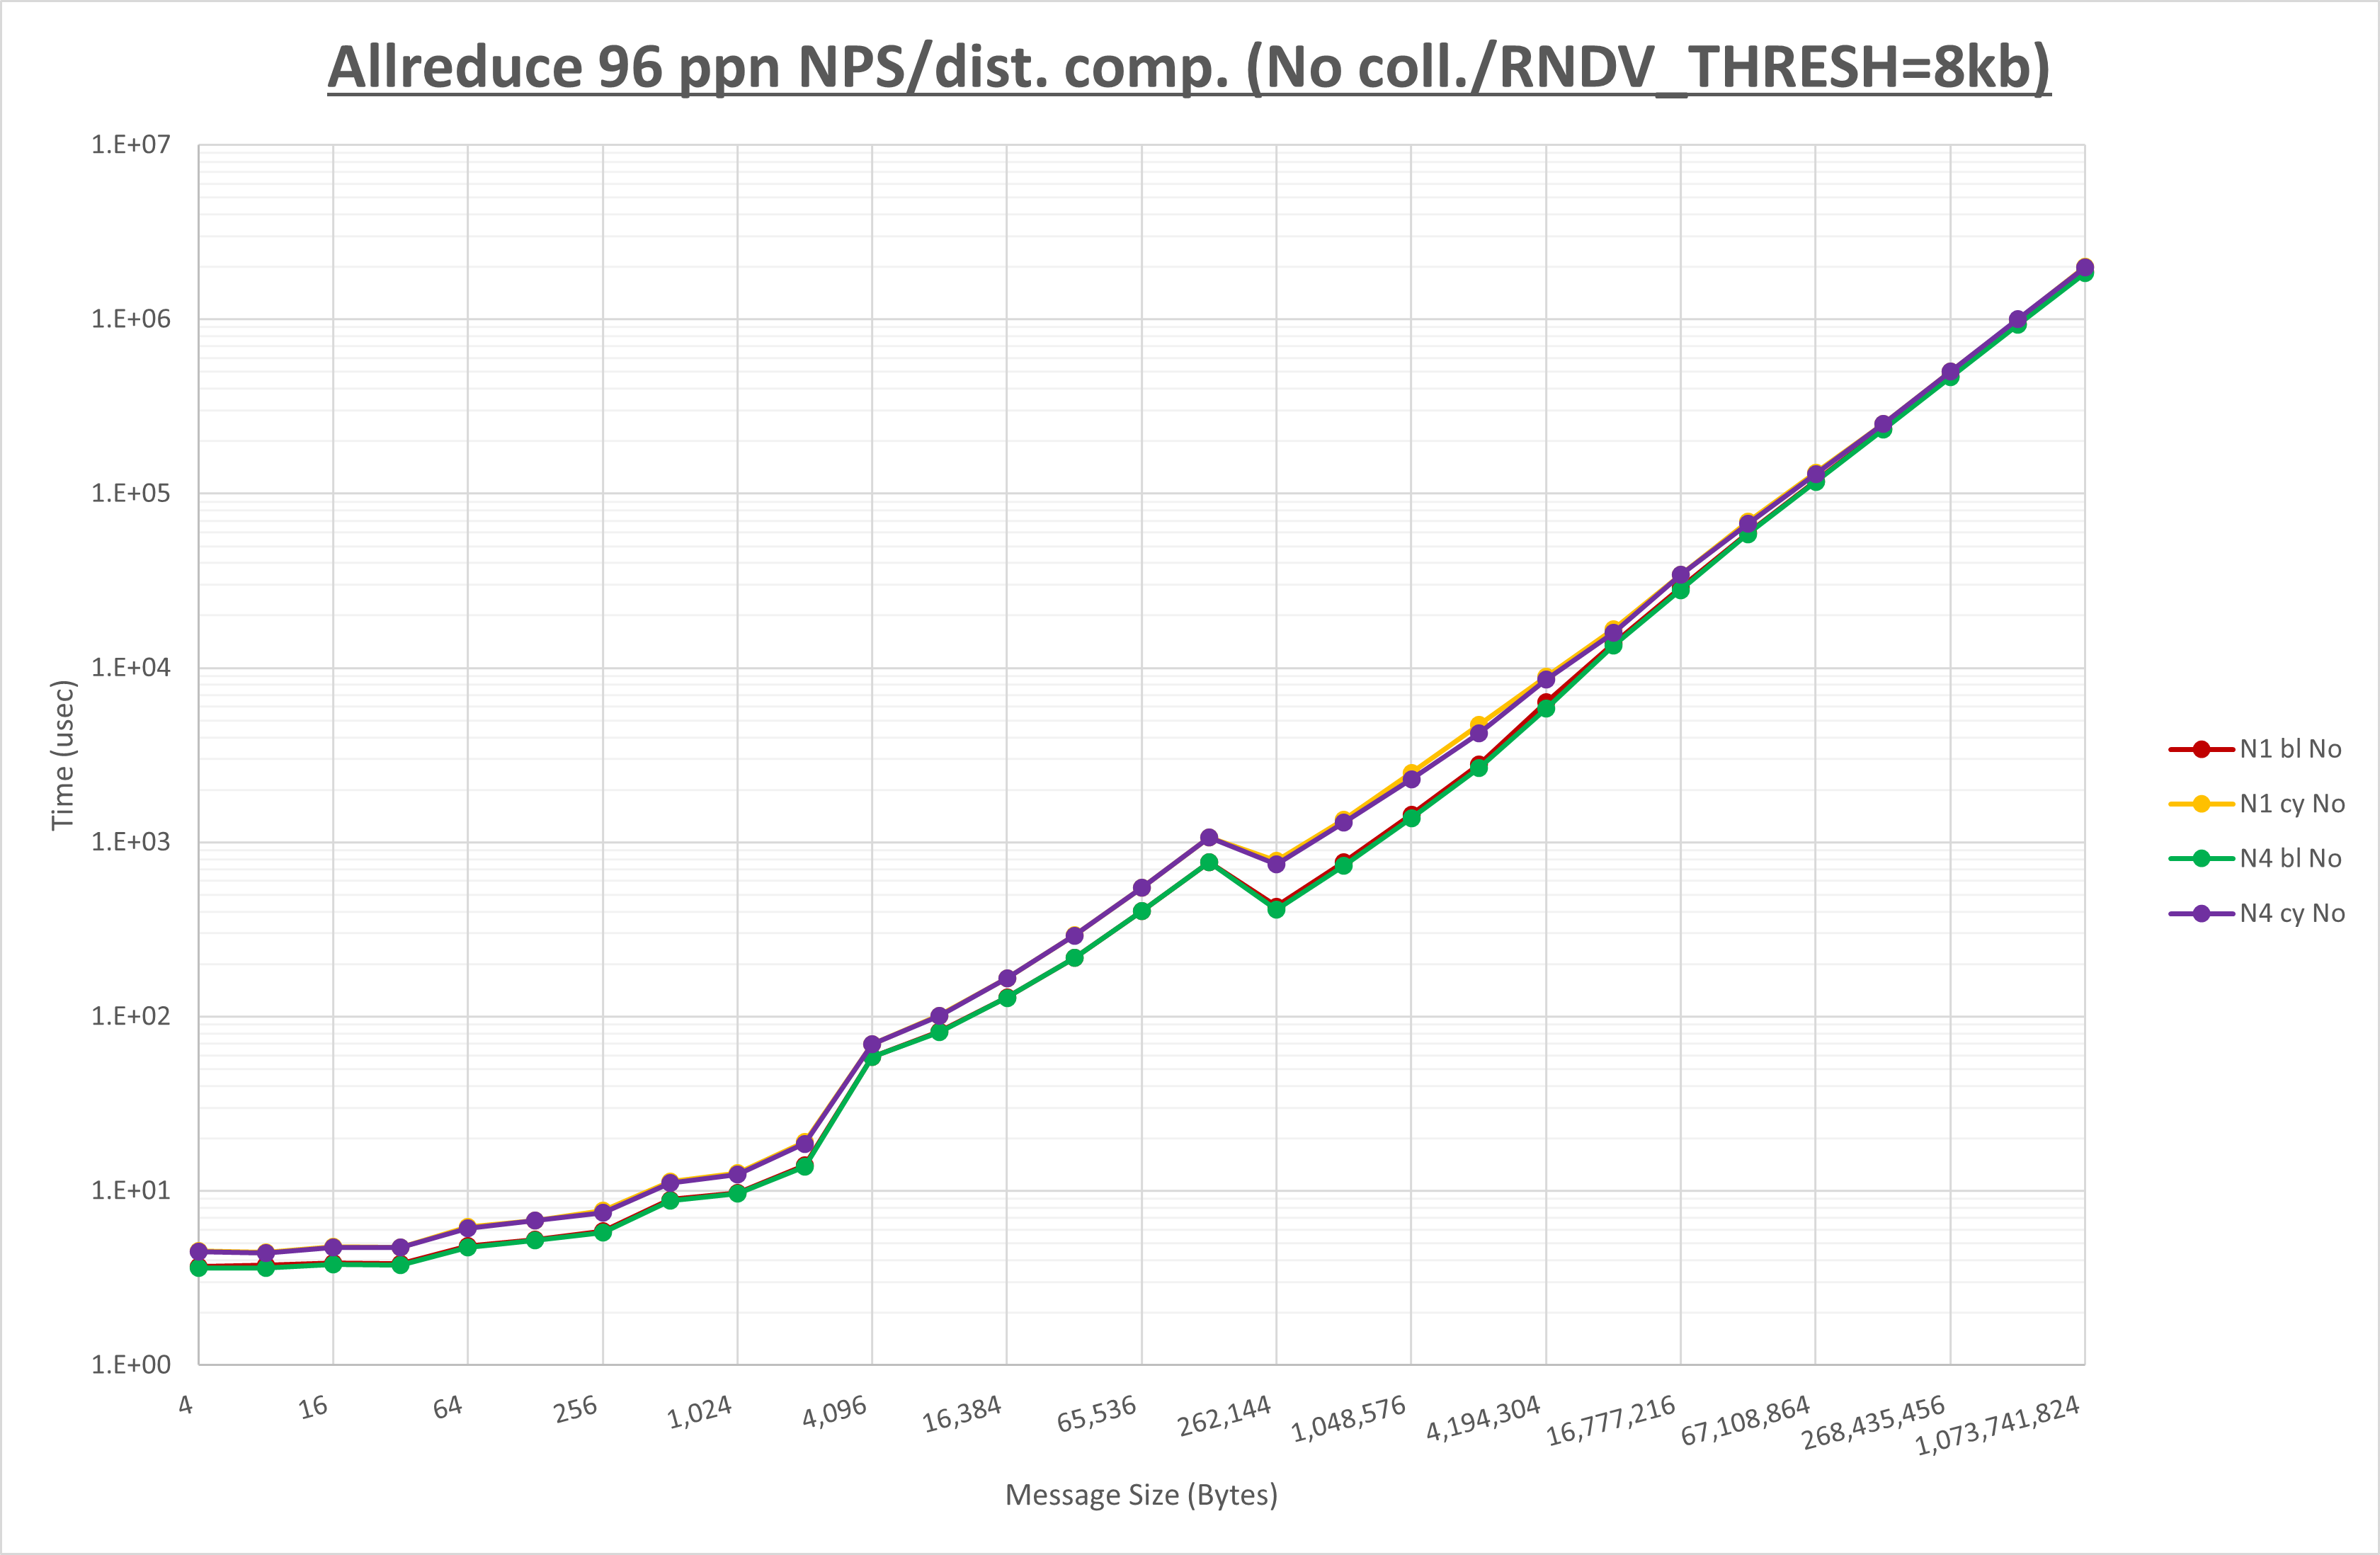 Allreduce 96 ppn NPS/dist. comp. (No coll./RNDV_THRESH=8kb)
1.E+07
1.E+06
1.E+05
1.E+04
1.E+03
1.E+02
1.E+01
1.E+00
Time (usec)
4
16
64
256
1,024
4,096
16,384
65,536
262,144
1,048,576
4,194,304
16,777,216
67,108,864
268,435,456
1,073,741,824
Message Size (Bytes)
N1 bl No
N1 cy No
N4 bl No
N4 cy No